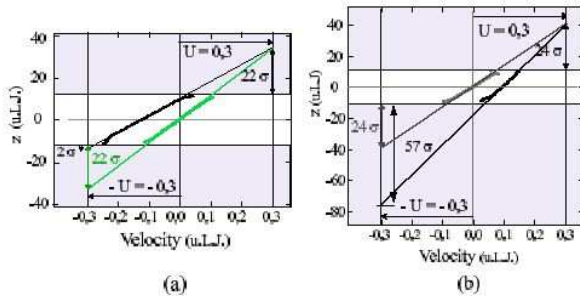 (a)
z (u.L.J.)
40
20
0
-20
-40
U = 0,3
22 σ
2 σ
22 σ
- U = - 0,3
-0,3 -0,2 -0,1 0,0 0,1 0,2 0,3
Velocity (u.L.J.)
(a)
(b)
z (u.L.J.)
40
20
0
-20
-40
-60
-80
U = 0,3
24 σ
24 σ
57 σ
- U = - 0,3
-0.3 -0.2 -0.1 0.0 0.1 0.2 0.3
Velocity (u.L.J.)
(b)